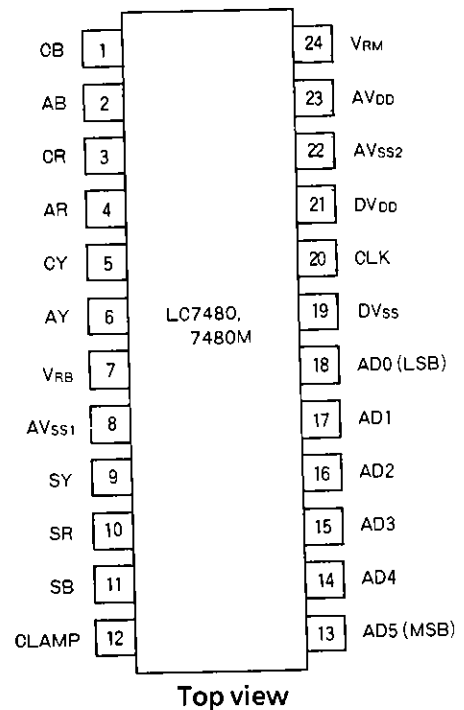 CB 1
AB 2
CR 3
AR 4
CY 5
AY 6
VRB 7
AVSS1 8
SY 9
SR 10
SB 11
CLAMP 12
LC7480,
7480M
24 VRM
23 AVDD
22 AVSS2
21 DVDD
20 CLK
19 DVSS
18 AD0 (LSB)
17 AD1
16 AD2
15 AD3
14 AD4
13 AD5 (MSB)
Top view